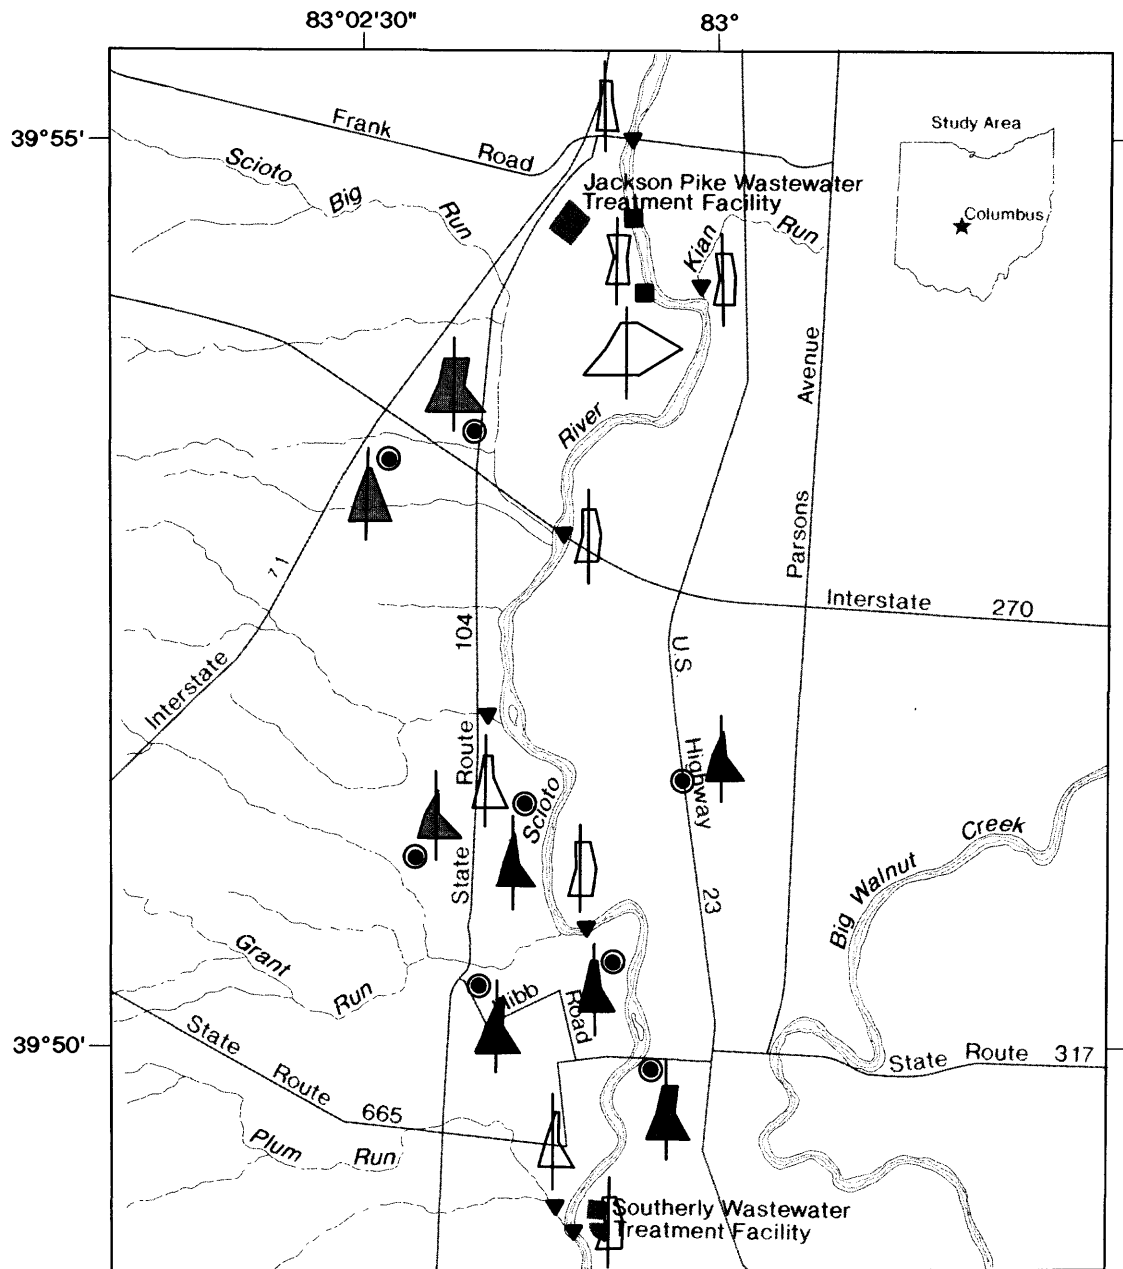 83°02'30"
83°
39°55'
Frank
Road
Study Area
Scioto
Big
Run
Jackson Pike Wastewater
Treatment Facility
Columbus
Kian
Run
River
Avenue
Parsons
71
Interstate
270
104
U.S.
Interstate
Route
State
Highway
Scioto
23
Creek
Big Walnut
Grant
Run
Road
39°50'
State
Route
665
State Route 317
Plum
Run
Southerly Wastewater
Treatment Facility